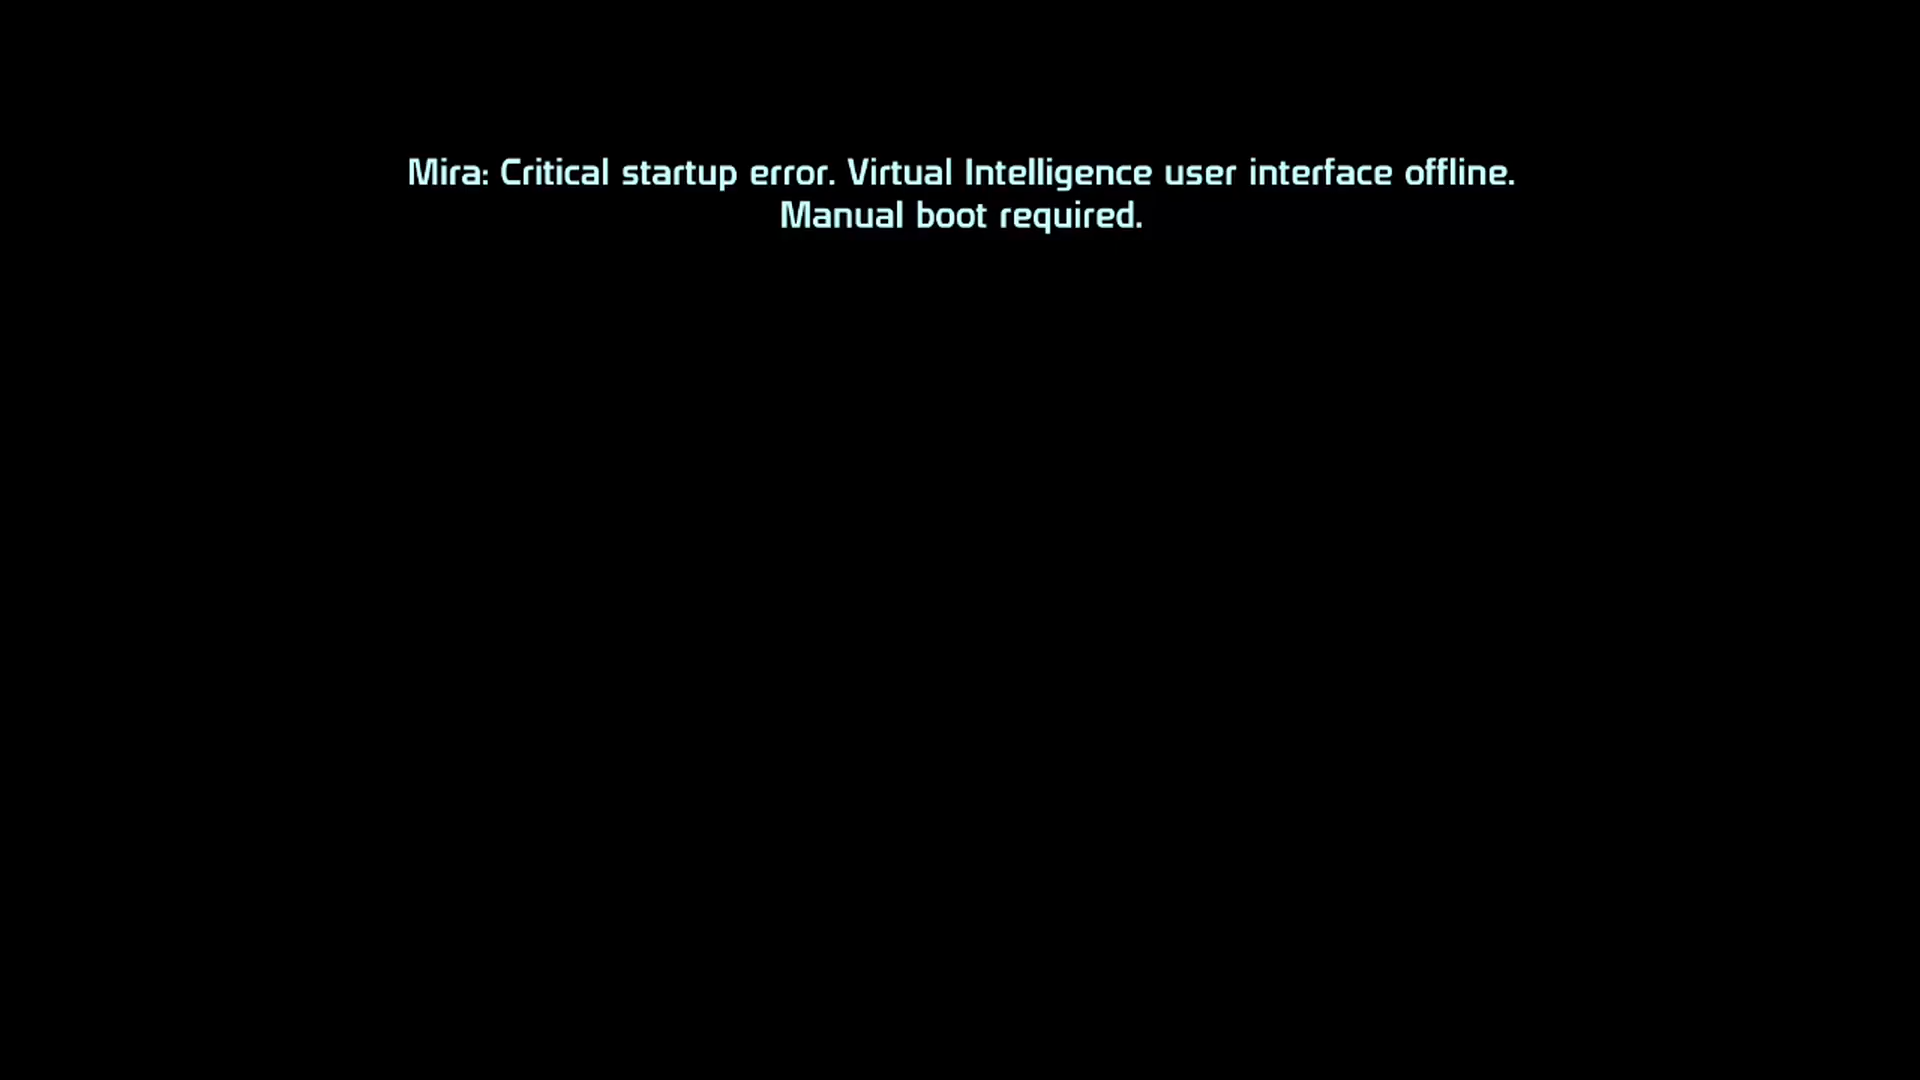 Mira: Critical startup error. Virtual Intelligence user interface offline.
Manual boot required.